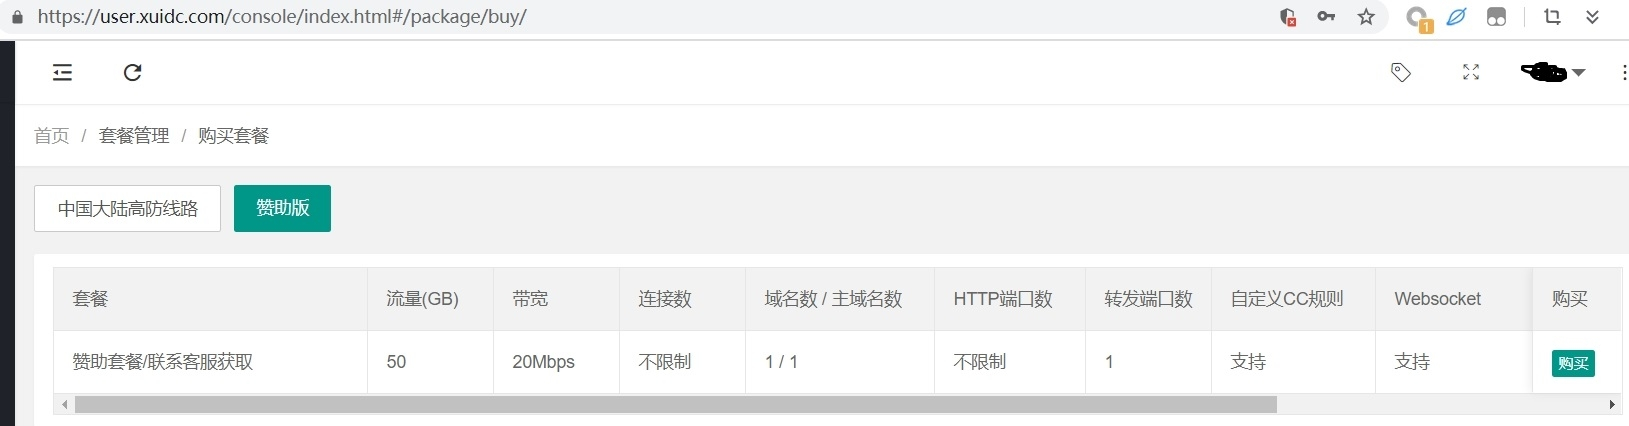 https://user.xuidc.com/console/index.html#/package/buy/
1
首页 / 套餐管理 / 购买套餐
中国大陆高防线路 赞助版
套餐 流量(GB) 带宽 连接数 域名数 / 主域名数 HTTP端口数 转发端口数 自定义CC规则 Websocket 购买
赞助套餐/联系客服获取 50 20Mbps 不限制 1 / 1 不限制 1 支持 支持 购买